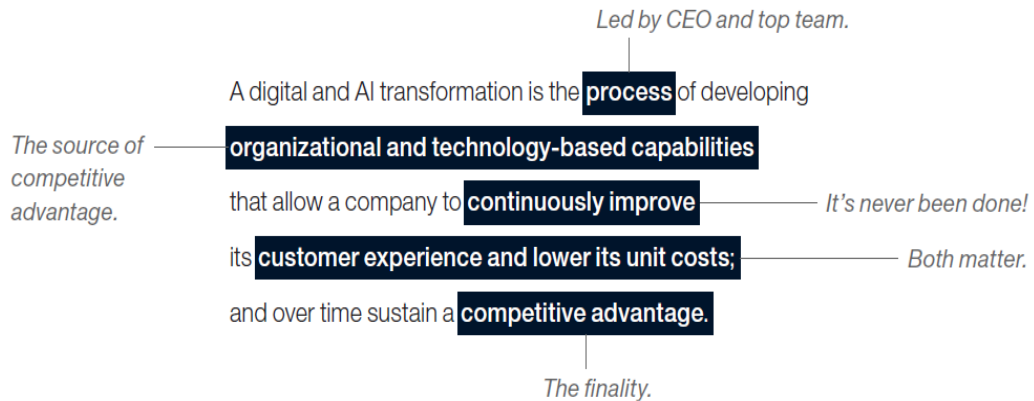 Led by CEO and top team.
A digital and AI transformation is the process of developing
The source of
competitive
advantage.
organizational and technology-based capabilities
that allow a company to continuously improve
It's never been done!
its customer experience and lower its unit costs;
Both matter.
and over time sustain a competitive advantage.
The finality.